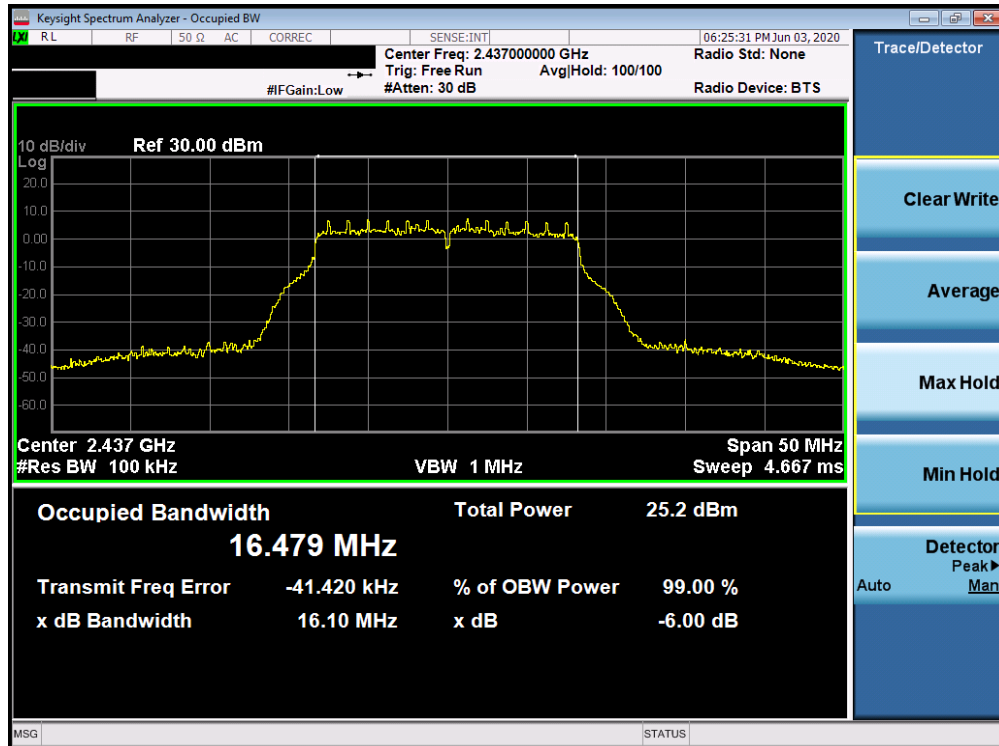 Keysight Spectrum Analyzer - Occupied BW
LXI RL RF 50 Ω AC CORREC SENSE:INT 06:25:31 PM Jun 03, 2020
Center Freq: 2.437000000 GHz Radio Std: None
Trig: Free Run Avg|Hold: 100/100
#IFGain:Low #Atten: 30 dB Radio Device: BTS
10 dB/div Ref 30.00 dBm
Log
20.0
10.0
0.00
-10.0
-20.0
-30.0
-40.0
-50.0
-60.0
Center 2.437 GHz Span 50 MHz
#Res BW 100 kHz VBW 1 MHz Sweep 4.667 ms
Occupied Bandwidth Total Power 25.2 dBm
16.479 MHz
Transmit Freq Error -41.420 kHz % of OBW Power 99.00 %
x dB Bandwidth 16.10 MHz x dB -6.00 dB
MSG STATUS
Trace/Detector
Clear Write
Average
Max Hold
Min Hold
Detector
Peak▶
Auto Man